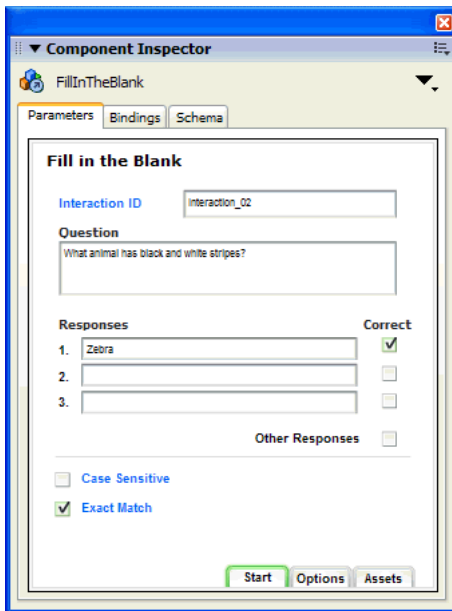 Component Inspector
FillInTheBlank
Parameters Bindings Schema
Fill in the Blank
Interaction ID Interaction_02
Question
What animal has black and white stripes?
Responses Correct
1. Zebra
2.
3.
Other Responses
Case Sensitive
Exact Match
Start Options Assets